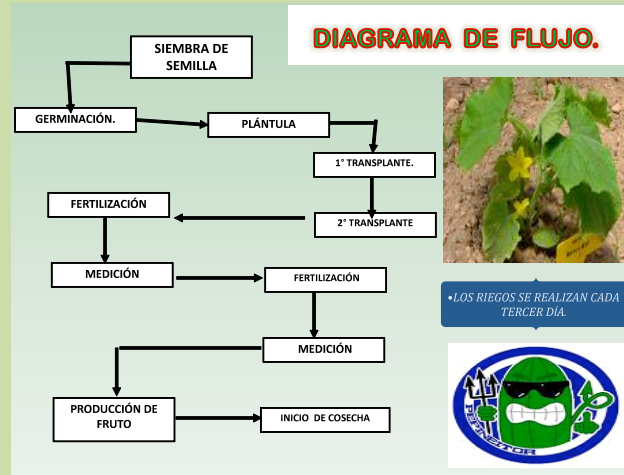 DIAGRAMA DE FLUJO.
SIEMBRA DE
SEMILLA
GERMINACIÓN.
PLÁNTULA
1° TRANSPLANTE.
2° TRANSPLANTE
FERTILIZACIÓN
MEDICIÓN
FERTILIZACIÓN
MEDICIÓN
PRODUCCIÓN DE
FRUTO
INICIO DE COSECHA
•LOS RIEGOS SE REALIZAN CADA
TERCER DÍA.
PEPINEITOR